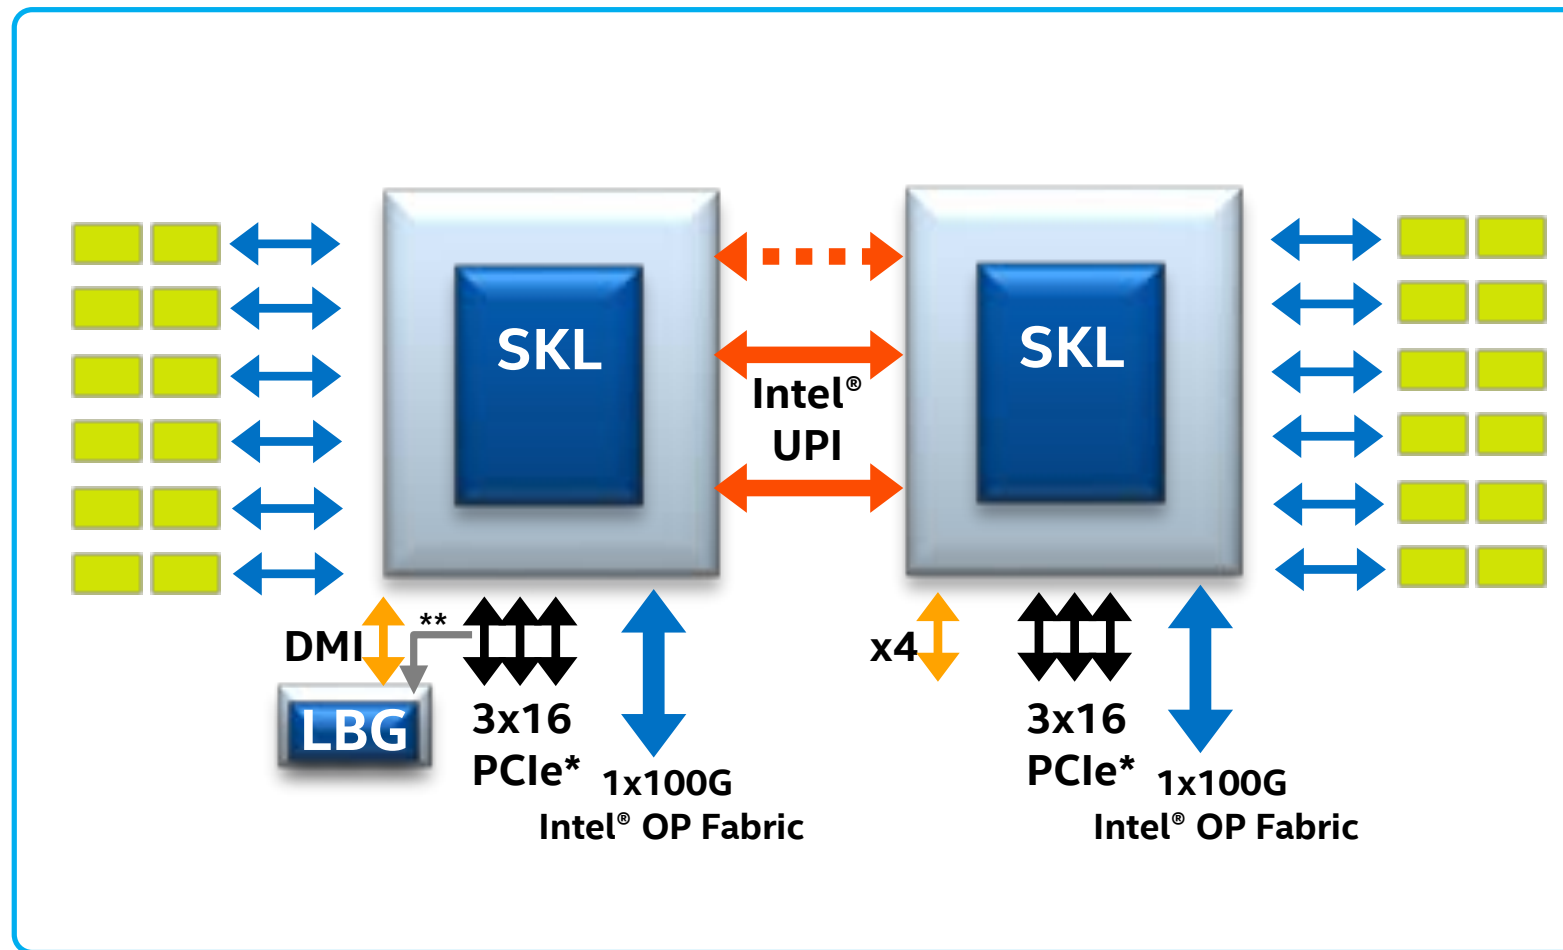 SKL
SKL
Intel®
UPI
DMI
**
x4
LBG
3x16
PCIe*
1x100G
Intel® OP Fabric
3x16
PCIe*
1x100G
Intel® OP Fabric